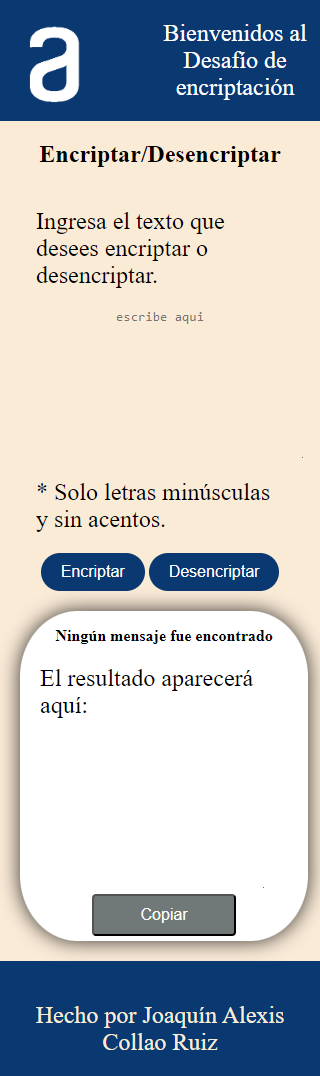 a
Bienvenidos al
Desafío de
encriptación
Encriptar/Desencriptar
Ingresa el texto que
desees encriptar o
desencriptar.
escribe aqui
* Solo letras minúsculas
y sin acentos.
Encriptar
Desencriptar
Ningún mensaje fue encontrado
El resultado aparecerá
aquí:
Copiar
Hecho por Joaquín Alexis
Collao Ruiz